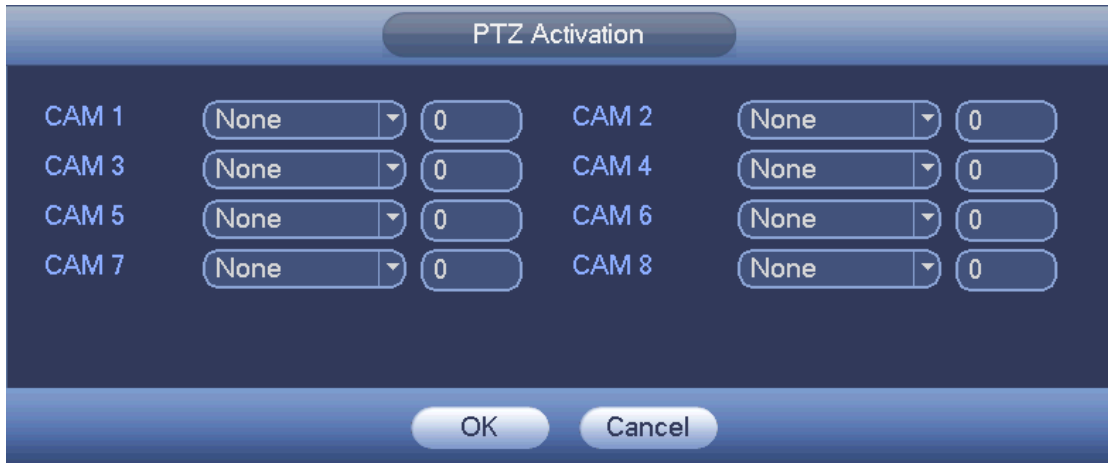 PTZ Activation
CAM 1 None 0 CAM 2 None 0
CAM 3 None 0 CAM 4 None 0
CAM 5 None 0 CAM 6 None 0
CAM 7 None 0 CAM 8 None 0
OK Cancel